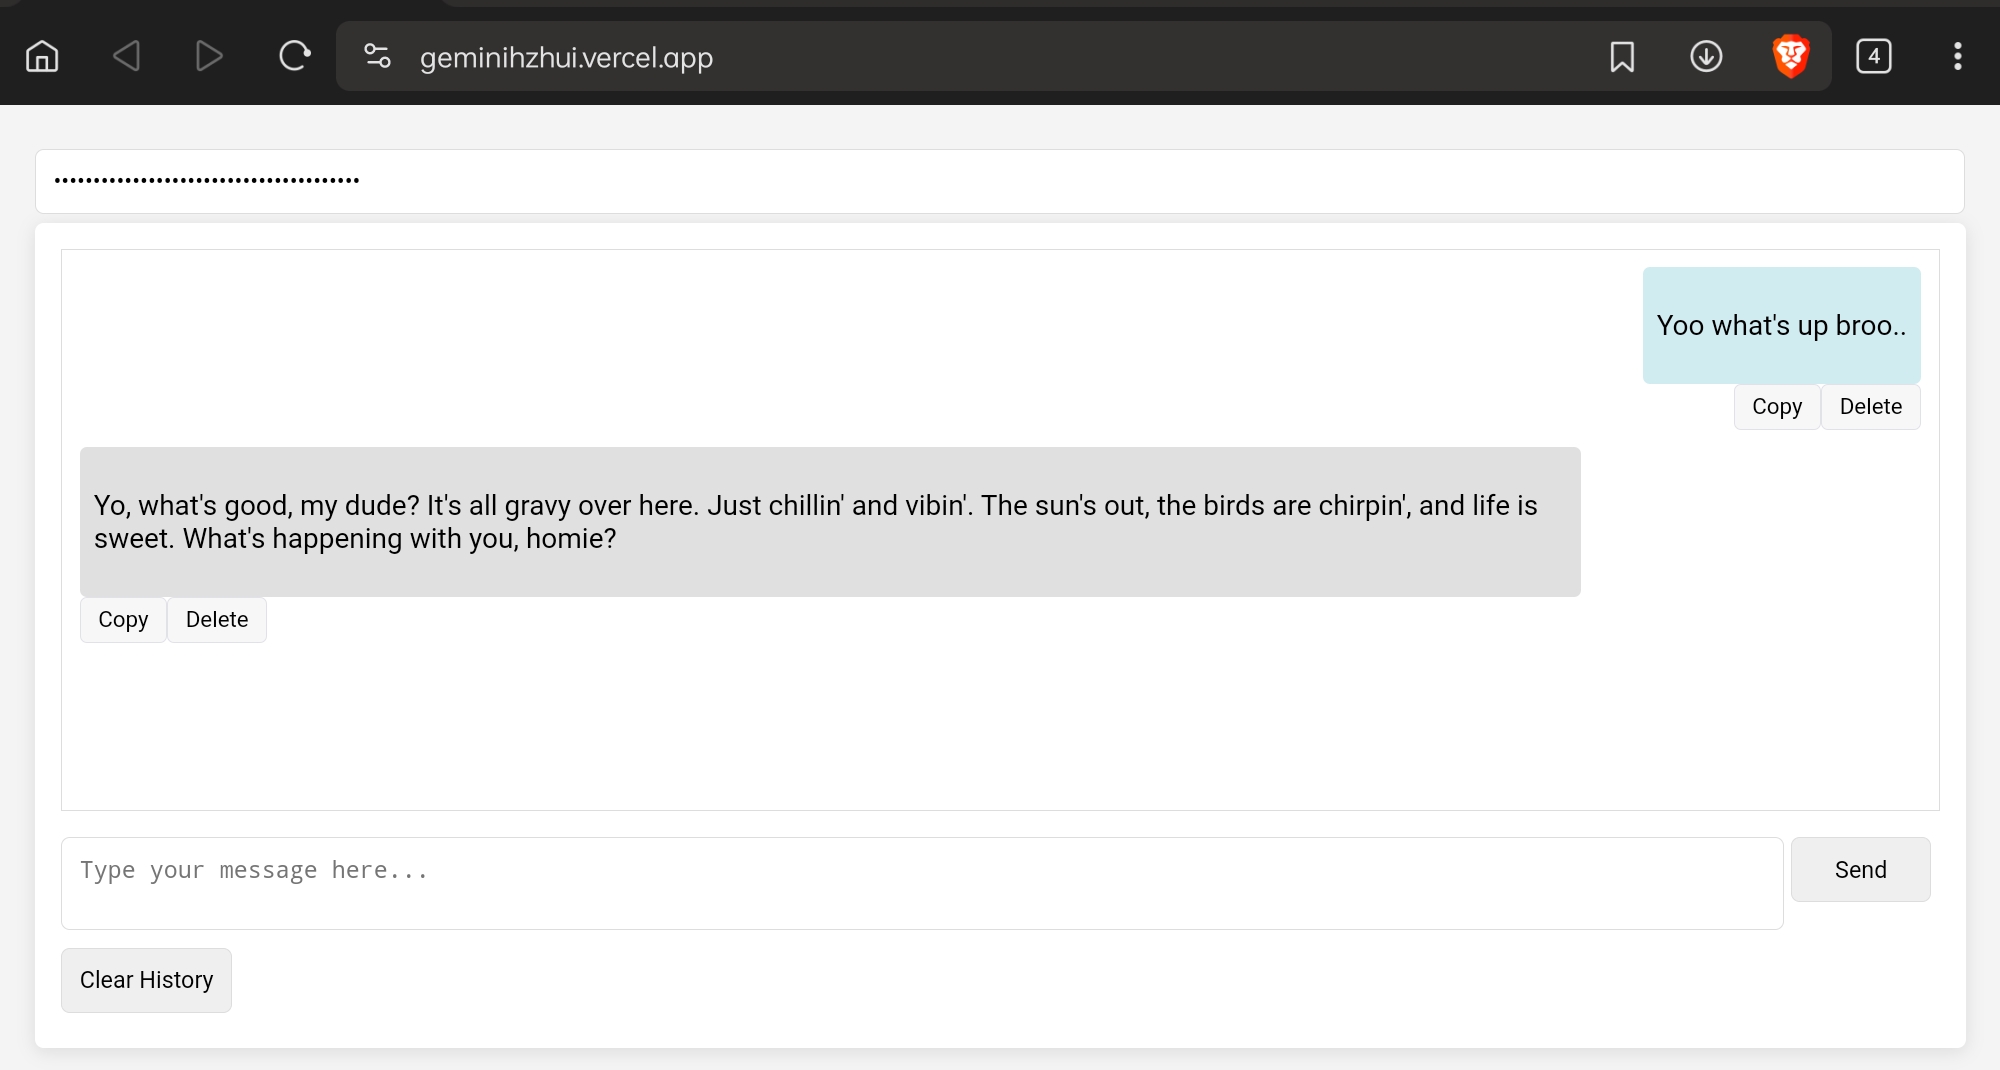 geminihzhui.vercel.app
4
•••••••••••••••••••••••••••••••••••••••
Yoo what's up broo..
Copy Delete
Yo, what's good, my dude? It's all gravy over here. Just chillin' and vibin'. The sun's out, the birds are chirpin', and life is
sweet. What's happening with you, homie?
Copy Delete
Type your message here...
Send
Clear History